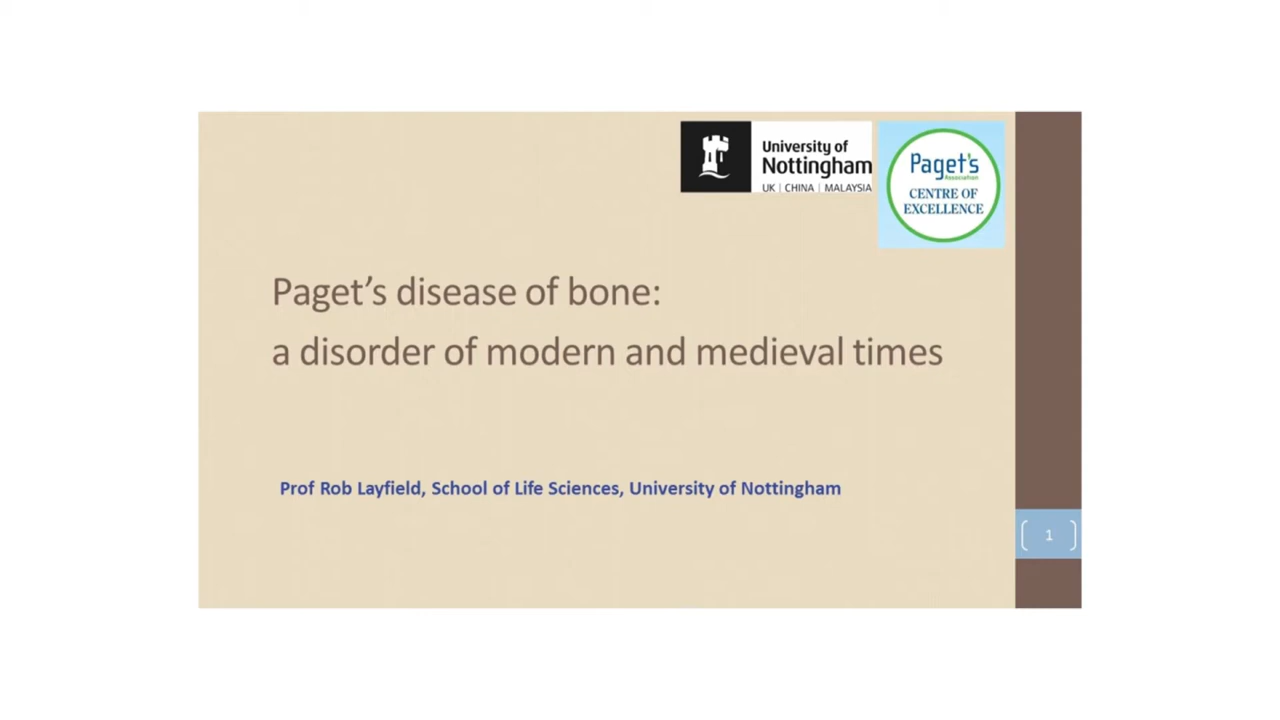 University of
Nottingham
UK | CHINA | MALAYSIA
Paget's
Association
CENTRE OF
EXCELLENCE
Paget’s disease of bone:
a disorder of modern and medieval times
Prof Rob Layfield, School of Life Sciences, University of Nottingham
1